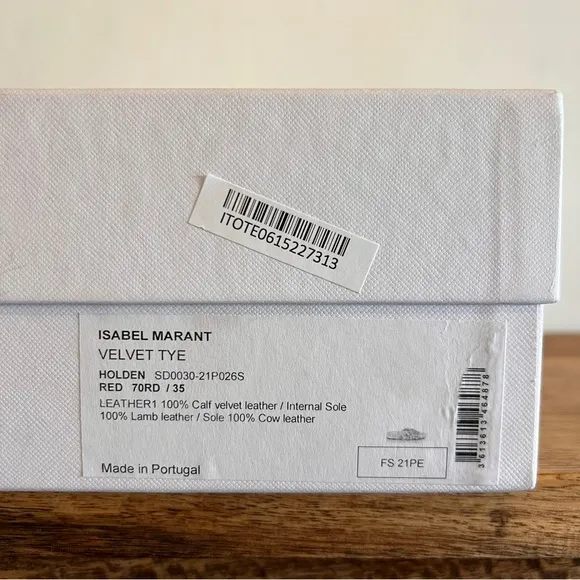 ITOTE0615227313
ISABEL MARANT
VELVET TYE
HOLDEN SD0030-21P026S
RED 70RD / 35
LEATHER1 100% Calf velvet leather / Internal Sole
100% Lamb leather / Sole 100% Cow leather
Made in Portugal
FS 21PE
3613613464878